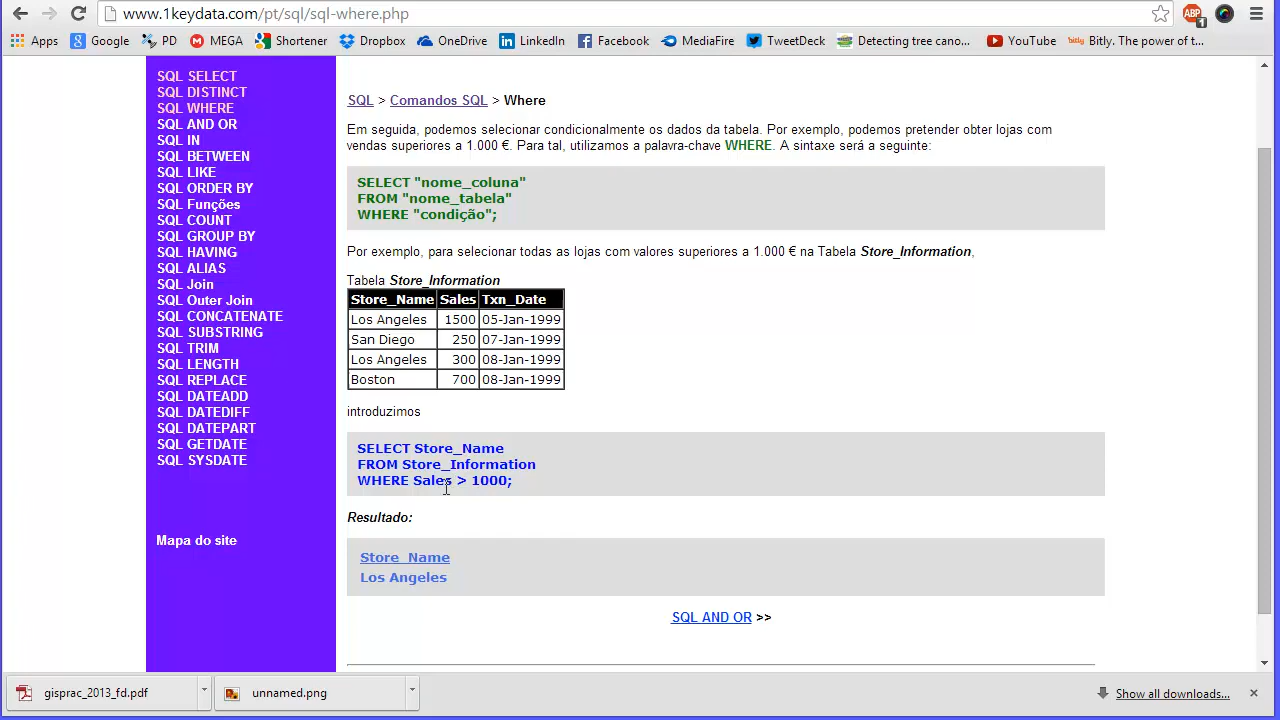 www.1keydata.com/pt/sql/sql-where.php
ABP
1
Apps Google PD MEGA Shortener Dropbox OneDrive LinkedIn Facebook MediaFire TweetDeck Detecting tree cano... YouTube bitly Bitly. The power of t...
SQL SELECT
SQL DISTINCT
SQL WHERE
SQL AND OR
SQL IN
SQL BETWEEN
SQL LIKE
SQL ORDER BY
SQL Funções
SQL COUNT
SQL GROUP BY
SQL HAVING
SQL ALIAS
SQL Join
SQL Outer Join
SQL CONCATENATE
SQL SUBSTRING
SQL TRIM
SQL LENGTH
SQL REPLACE
SQL DATEADD
SQL DATEDIFF
SQL DATEPART
SQL GETDATE
SQL SYSDATE
Mapa do site
SQL > Comandos SQL > Where
Em seguida, podemos selecionar condicionalmente os dados da tabela. Por exemplo, podemos pretender obter lojas com
vendas superiores a 1.000 €. Para tal, utilizamos a palavra-chave WHERE. A sintaxe será a seguinte:
SELECT "nome_coluna"
FROM "nome_tabela"
WHERE "condição";
Por exemplo, para selecionar todas as lojas com valores superiores a 1.000 € na Tabela Store_Information,
Tabela Store_Information
Store_Name Sales Txn_Date
Los Angeles 1500 05-Jan-1999
San Diego 250 07-Jan-1999
Los Angeles 300 08-Jan-1999
Boston 700 08-Jan-1999
introduzimos
SELECT Store_Name
FROM Store_Information
WHERE Sales > 1000;
Resultado:
Store_Name
Los Angeles
SQL AND OR >>
gisprac_2013_fd.pdf unnamed.png Show all downloads...